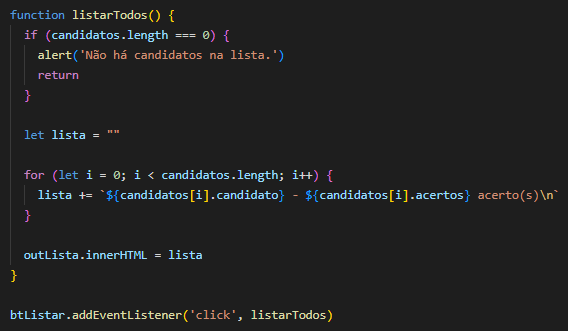 function listarTodos() {
  if (candidatos.length === 0) {
    alert('Não há candidatos na lista.')
    return
  }

  let lista = ""

  for (let i = 0; i < candidatos.length; i++) {
    lista += `${candidatos[i].candidato} - ${candidatos[i].acertos} acerto(s)\n`
  }

  outLista.innerHTML = lista
}

btListar.addEventListener('click', listarTodos)